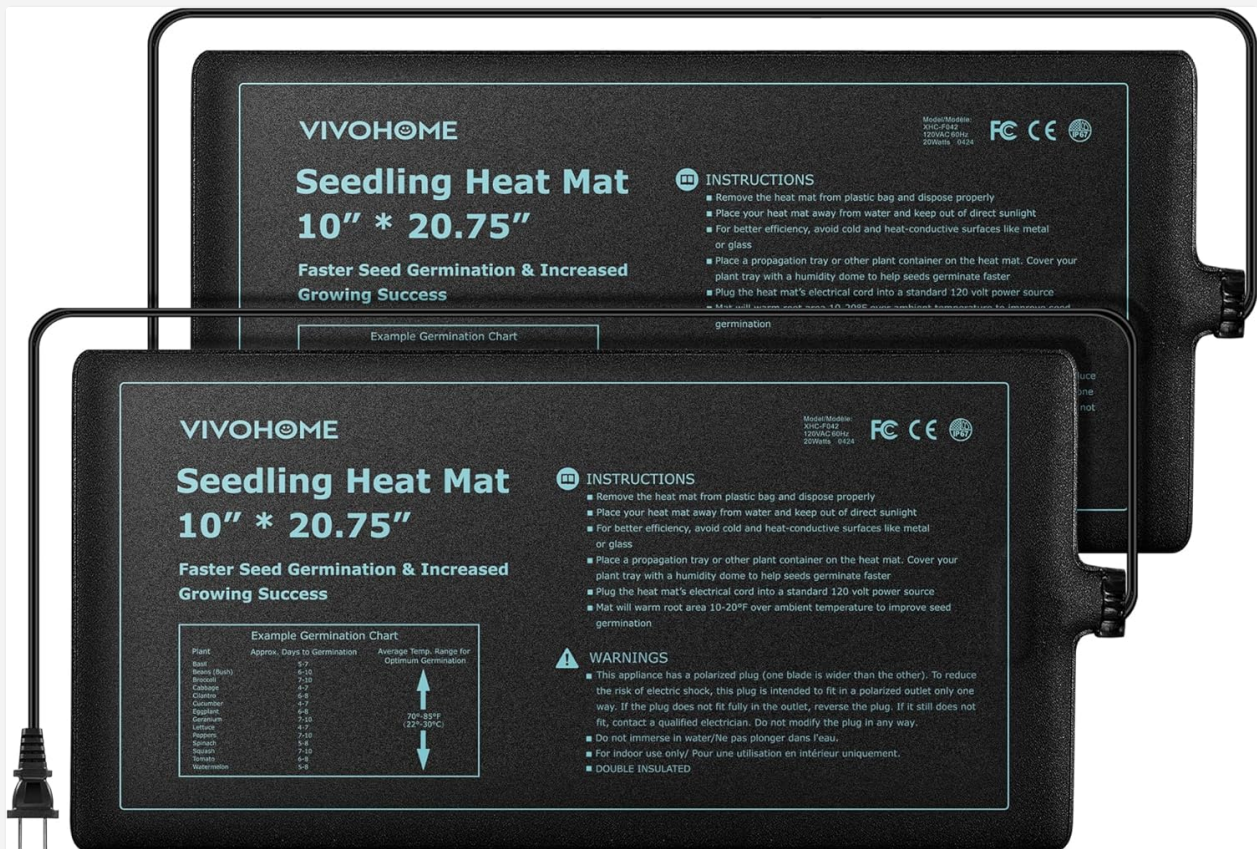 VIVOHOME
Model/Modèle:
XHC-F042
120VAC 60Hz
20Watts 0424
FC CE IP67
Seedling Heat Mat
10” * 20.75”
Faster Seed Germination & Increased
Growing Success
Example Germination Chart
INSTRUCTIONS
■ Remove the heat mat from plastic bag and dispose properly
■ Place your heat mat away from water and keep out of direct sunlight
■ For better efficiency, avoid cold and heat-conductive surfaces like metal
or glass
■ Place a propagation tray or other plant container on the heat mat. Cover your
plant tray with a humidity dome to help seeds germinate faster
■ Plug the heat mat’s electrical cord into a standard 120 volt power source
■ Mat will warm root area 10-20°F over ambient temperature to improve seed
germination
one
not
VIVOHOME
Model/Modèle:
XHC-F042
120VAC 60Hz
20Watts 0424
FC CE IP67
Seedling Heat Mat
10” * 20.75”
Faster Seed Germination & Increased
Growing Success
Example Germination Chart
Plant Approx. Days to Germination Average Temp. Range for
Optimum Germination
Basil 5-7
Beans (Bush) 6-10
Broccoli 7-10
Cabbage 4-7
Cilantro 6-8
Cucumber 4-7
Eggplant 6-8
Geranium 7-10
Lettuce 4-7
Peppers 7-10
Spinach 5-8
Squash 7-10
Tomato 6-8
Watermelon 5-8
70°-85°F
(22°-30°C)
INSTRUCTIONS
■ Remove the heat mat from plastic bag and dispose properly
■ Place your heat mat away from water and keep out of direct sunlight
■ For better efficiency, avoid cold and heat-conductive surfaces like metal
or glass
■ Place a propagation tray or other plant container on the heat mat. Cover your
plant tray with a humidity dome to help seeds germinate faster
■ Plug the heat mat’s electrical cord into a standard 120 volt power source
■ Mat will warm root area 10-20°F over ambient temperature to improve seed
germination
WARNINGS
■ This appliance has a polarized plug (one blade is wider than the other). To reduce
the risk of electric shock, this plug is intended to fit in a polarized outlet only one
way. If the plug does not fit fully in the outlet, reverse the plug. If it still does not
fit, contact a qualified electrician. Do not modify the plug in any way.
■ Do not immerse in water/Ne pas plonger dans l’eau.
■ For indoor use only/ Pour une utilisation en intérieur uniquement.
■ DOUBLE INSULATED